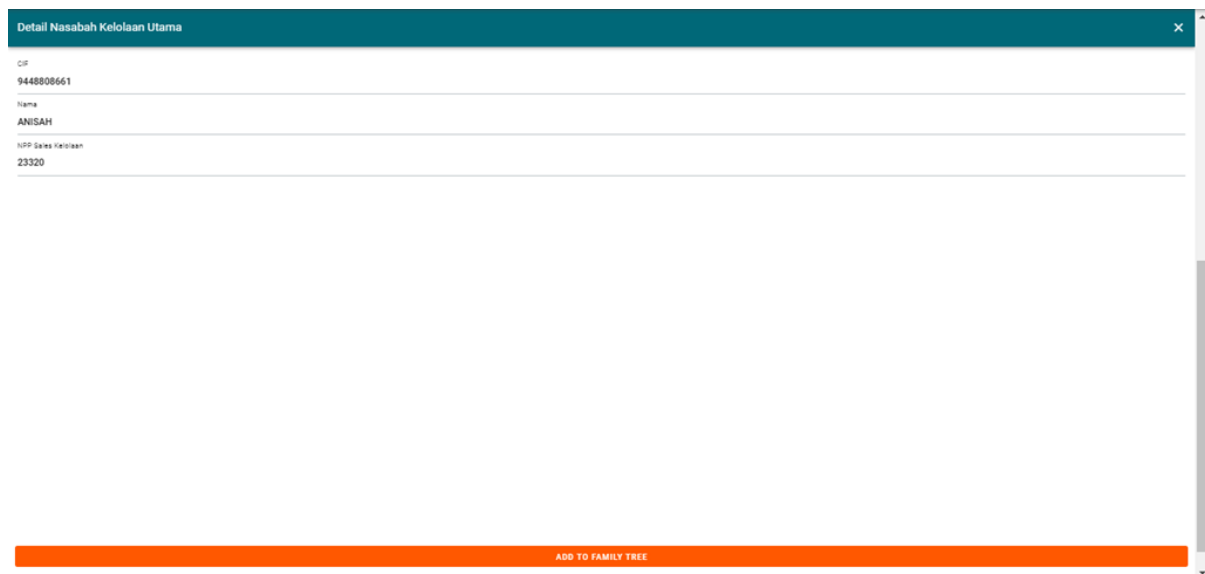 Detail Nasabah Kelolaan Utama
CIF
9448808661
Nama
ANISAH
NPP Sales Kelolaan
23320
ADD TO FAMILY TREE